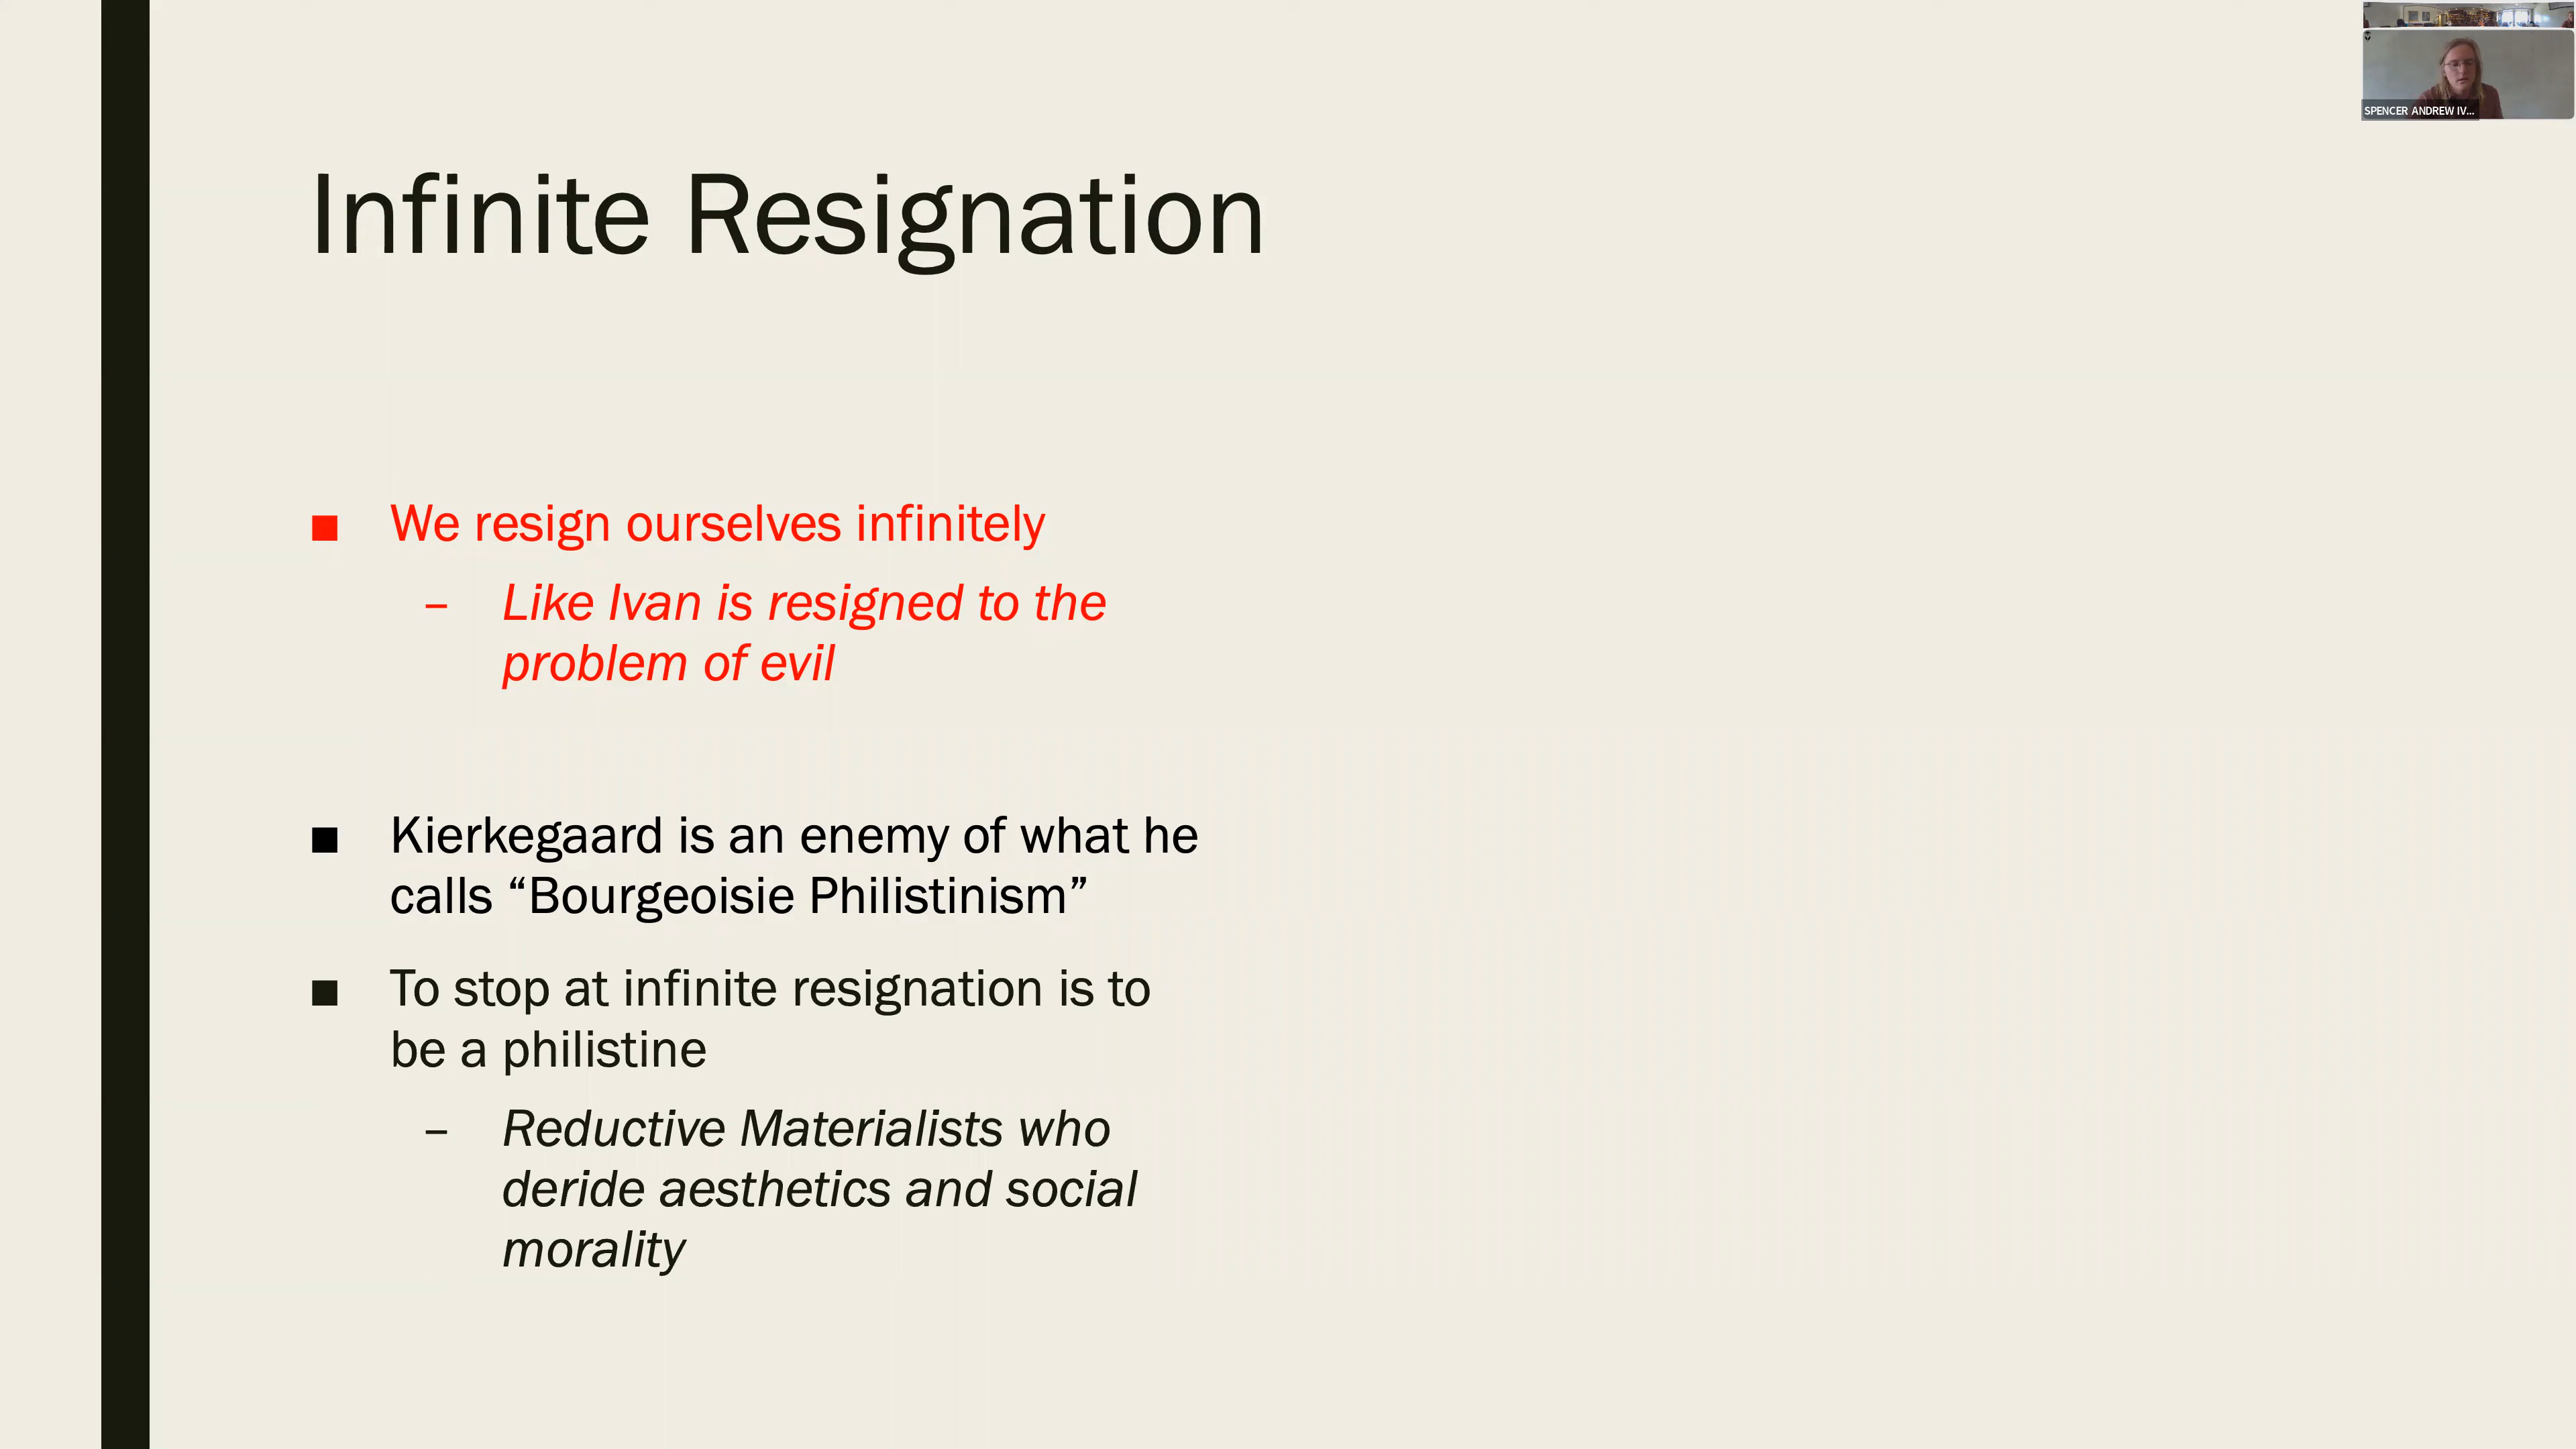 SPENCER ANDREW IV...
Infinite Resignation
■ We resign ourselves infinitely
– Like Ivan is resigned to the
problem of evil
■ Kierkegaard is an enemy of what he
calls “Bourgeoisie Philistinism”
■ To stop at infinite resignation is to
be a philistine
– Reductive Materialists who
deride aesthetics and social
morality